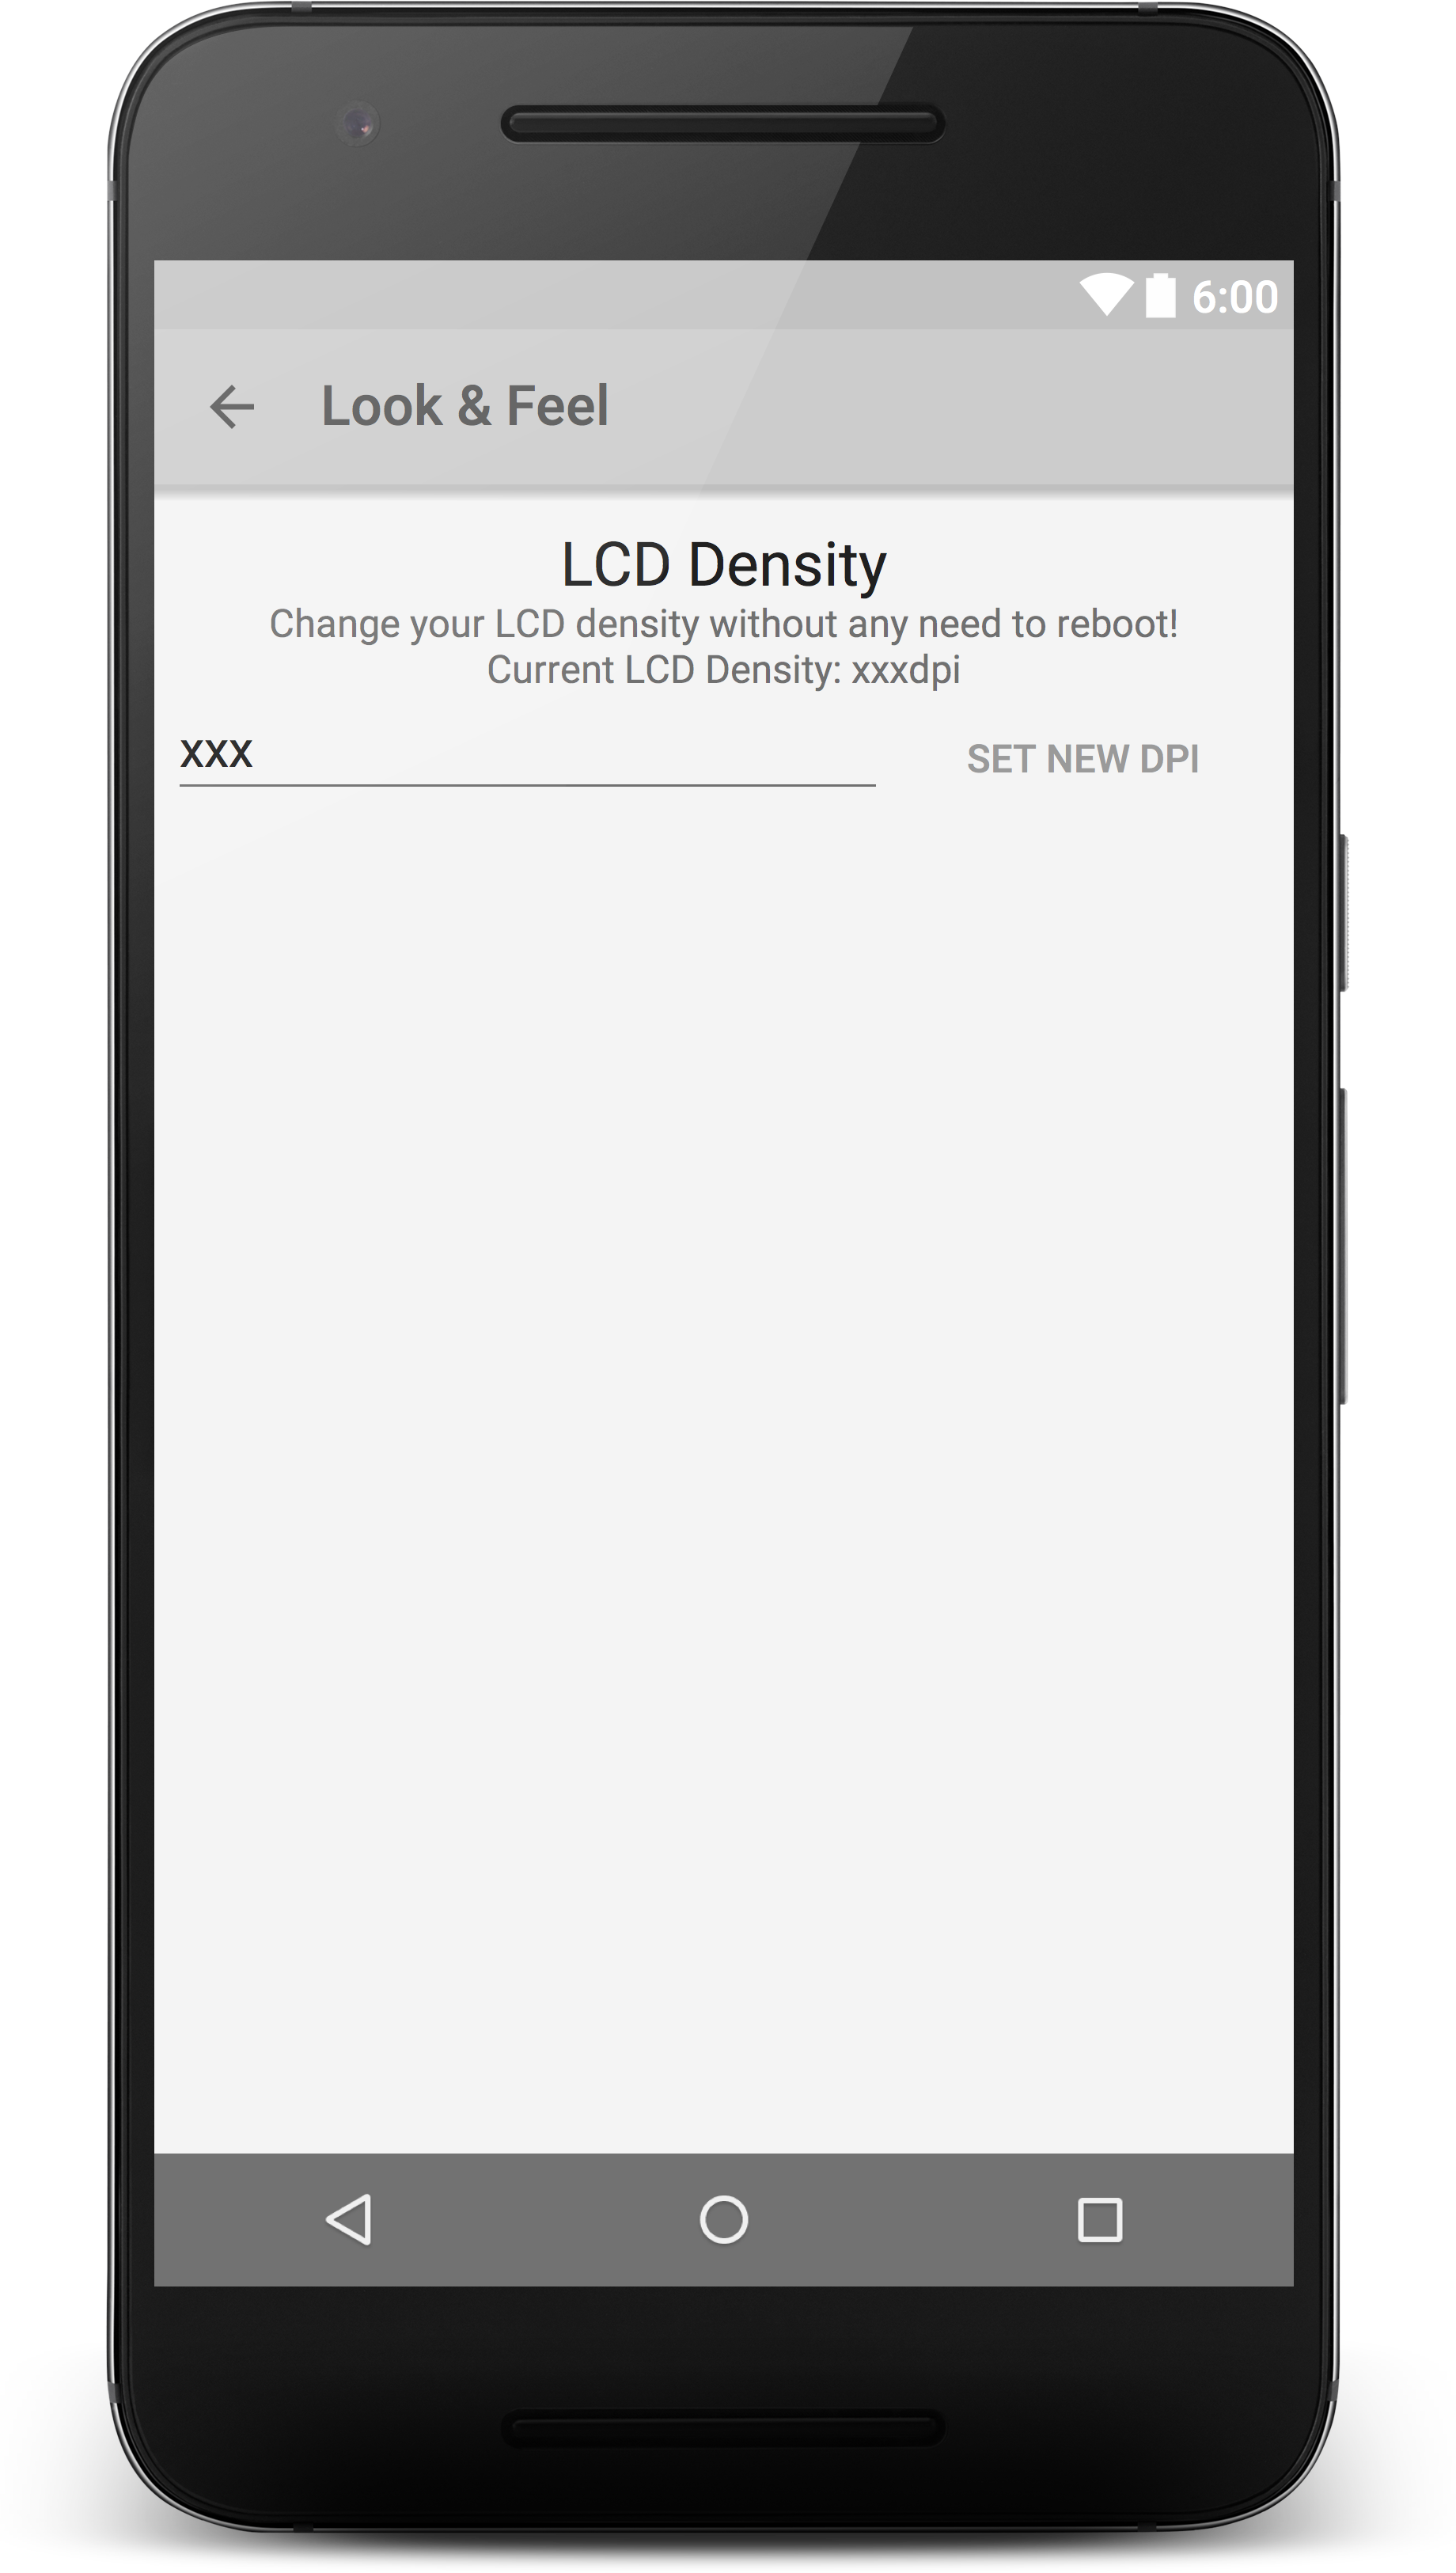 6:00
Look & Feel
LCD Density
Change your LCD density without any need to reboot!
Current LCD Density: xxxdpi
xxx
SET NEW DPI